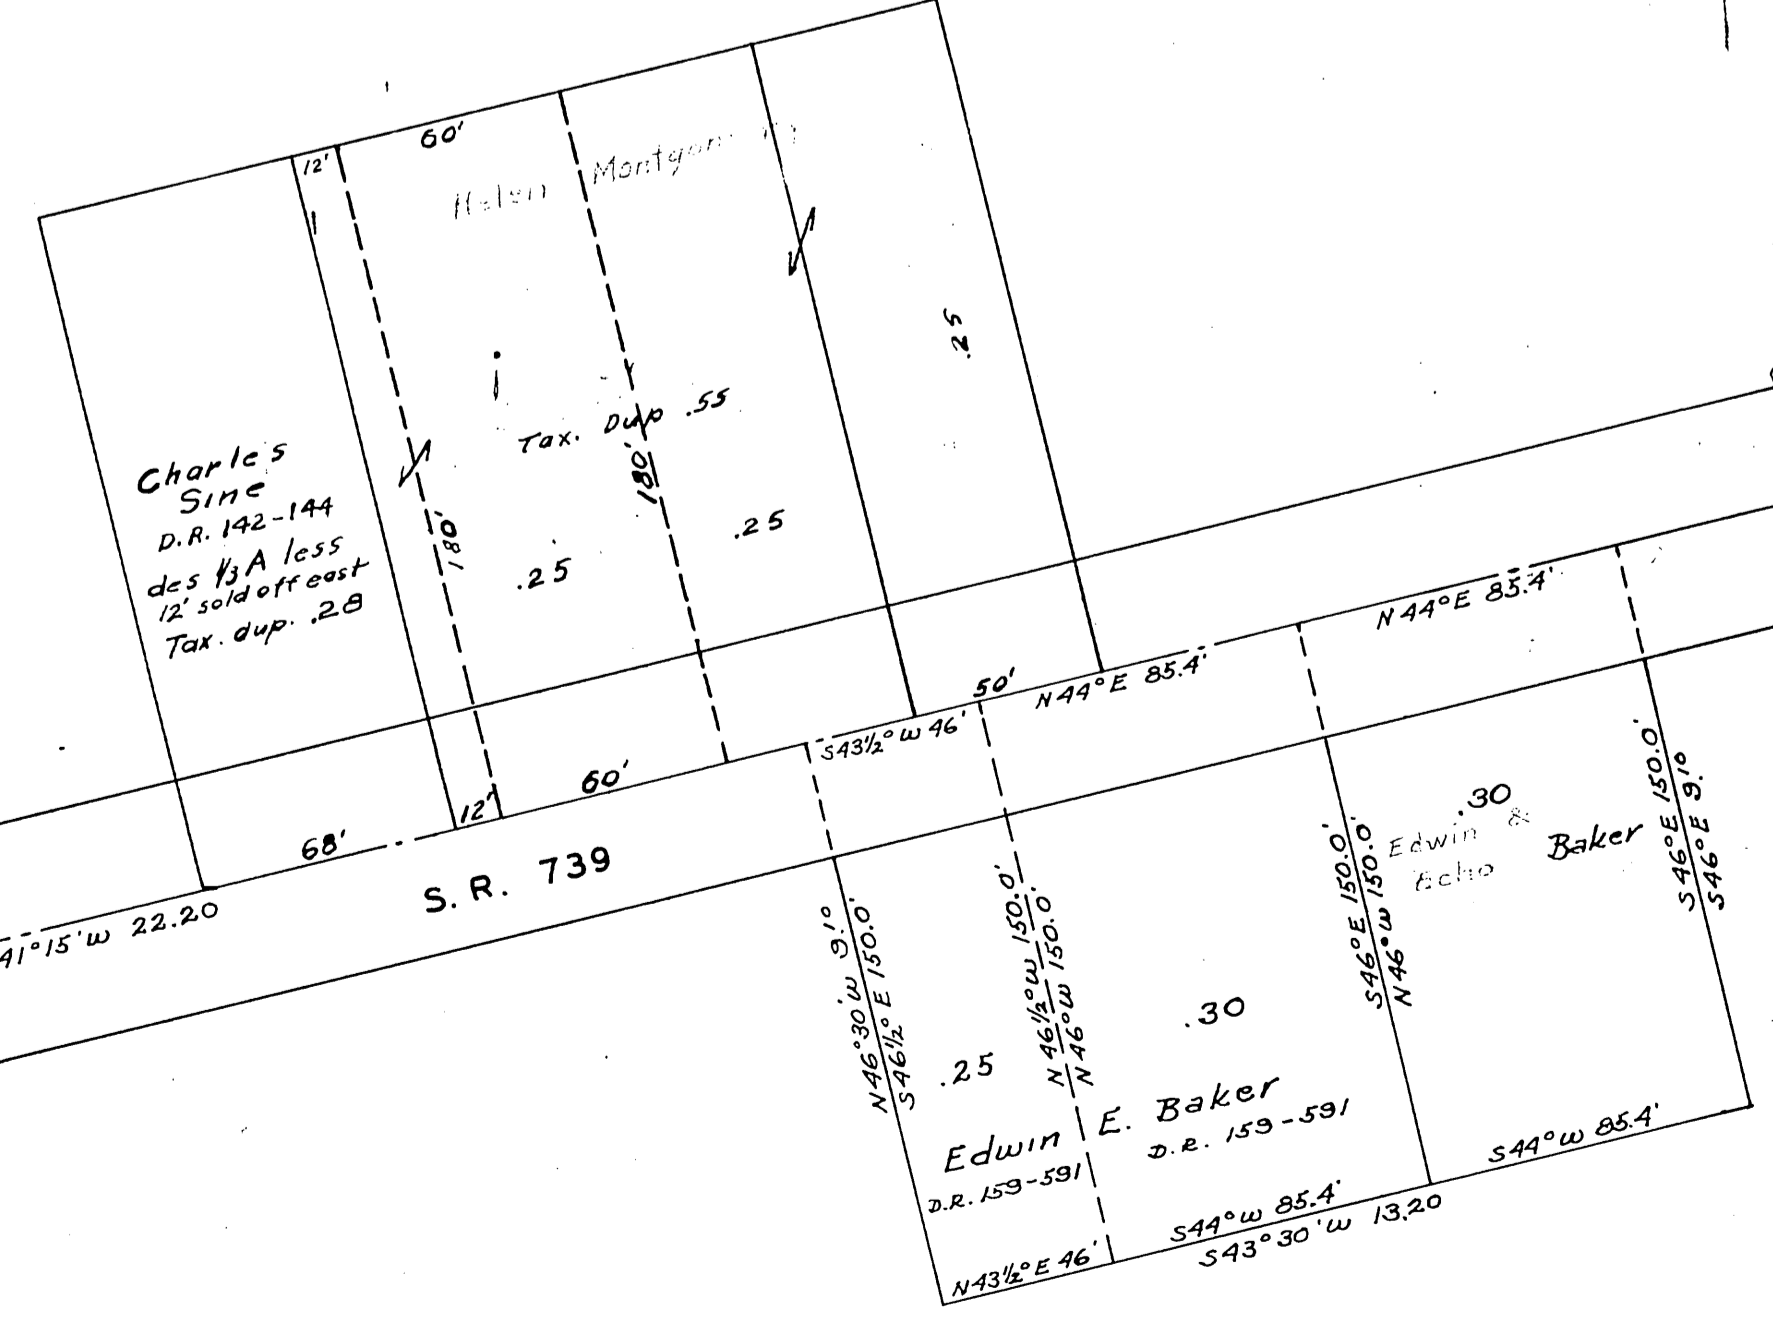 60'
12'
Helen Montgom
.25
Tax. Dup .55
180'
180'
.25
.25
Charles
Sine
D.R. 142-144
des 1/3 A less
12' sold off east
Tax. dup. .28
68'
12'
60'
S43½°W 46'
50'
N44°E 85.4'
N44°E 85.4'
S. R. 739
41°15'W 22.20
N46°30'W 9.1°
S46½°E 150.0'
N46½°W 150.0'
N46°W 150.0'
S46°E 150.0'
N46°W 150.0'
S46°E 150.0'
S46°E 9.1°
.30
Edwin &
Echo Baker
.30
.25
Edwin E. Baker
D.R. 159-591
D.R. 159-591
N43½°E 46'
S44°W 85.4'
S43°30'W 13.20
S44°W 85.4'